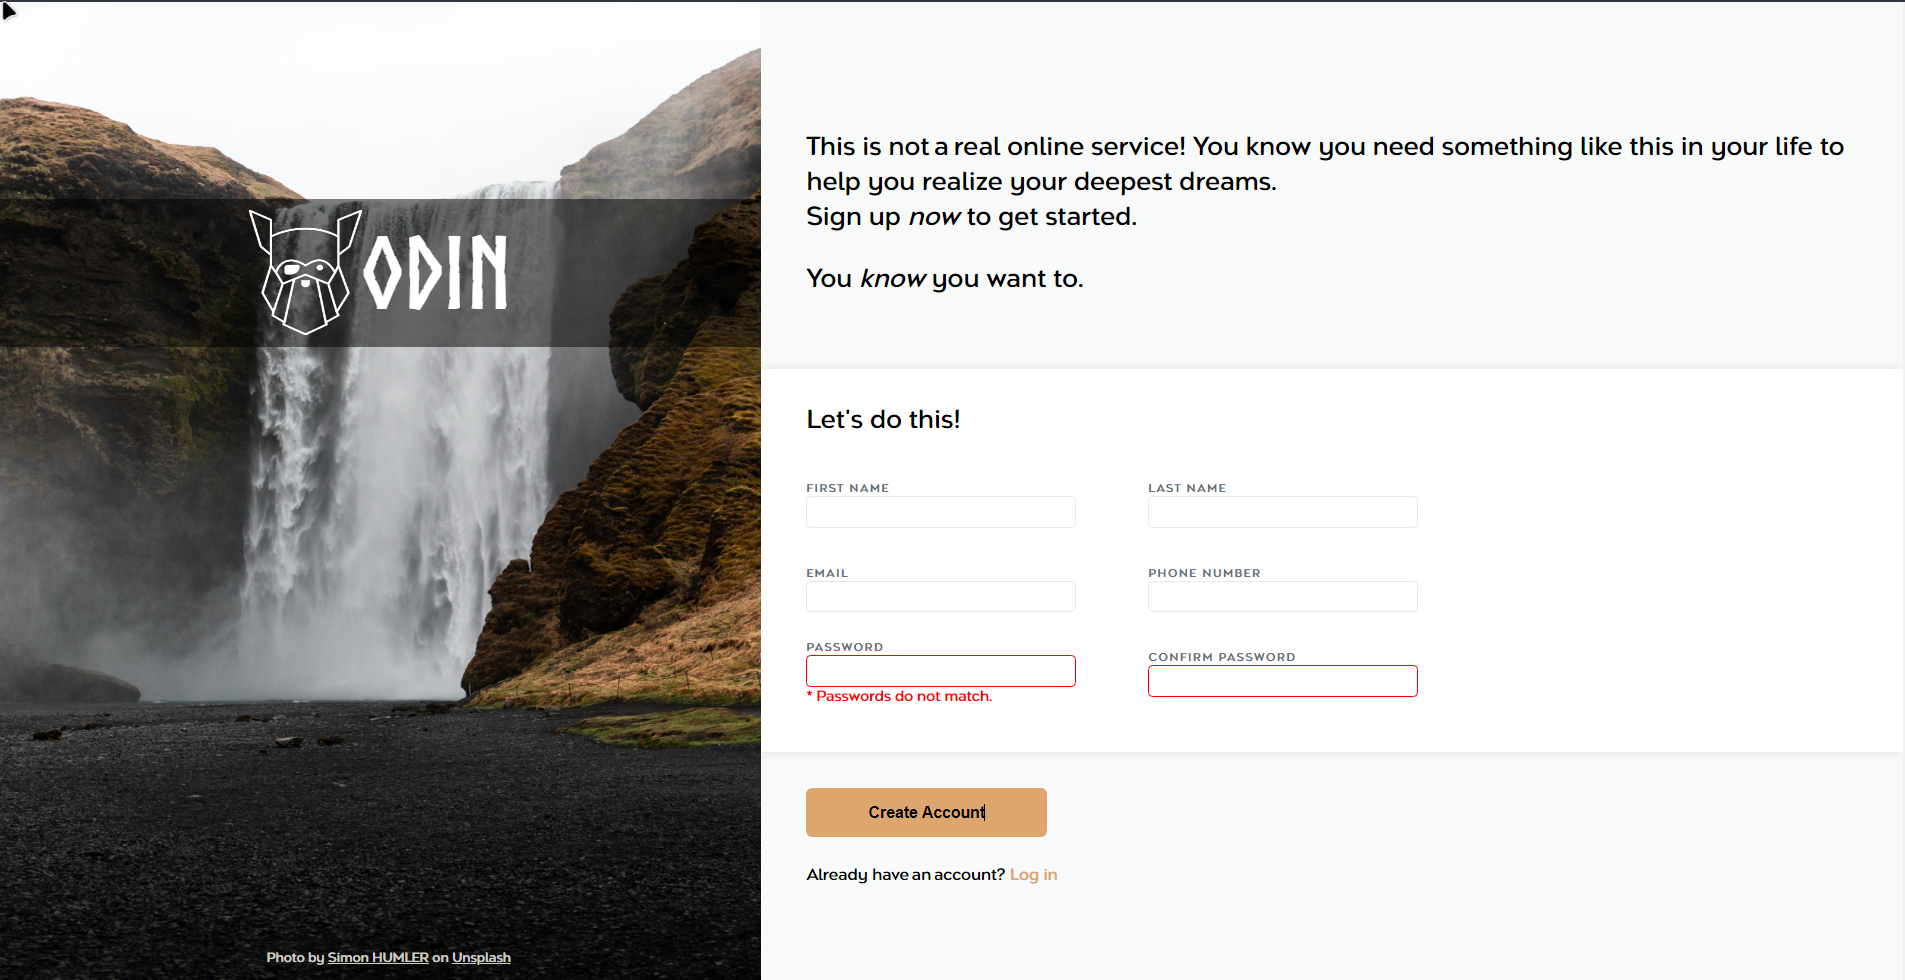 ODIN
Photo by Simon HUMLER on Unsplash
This is not a real online service! You know you need something like this in your life to
help you realize your deepest dreams.
Sign up now to get started.
You know you want to.
Let's do this!
FIRST NAME
LAST NAME
EMAIL
PHONE NUMBER
PASSWORD
CONFIRM PASSWORD
* Passwords do not match.
Create Account
Already have an account? Log in